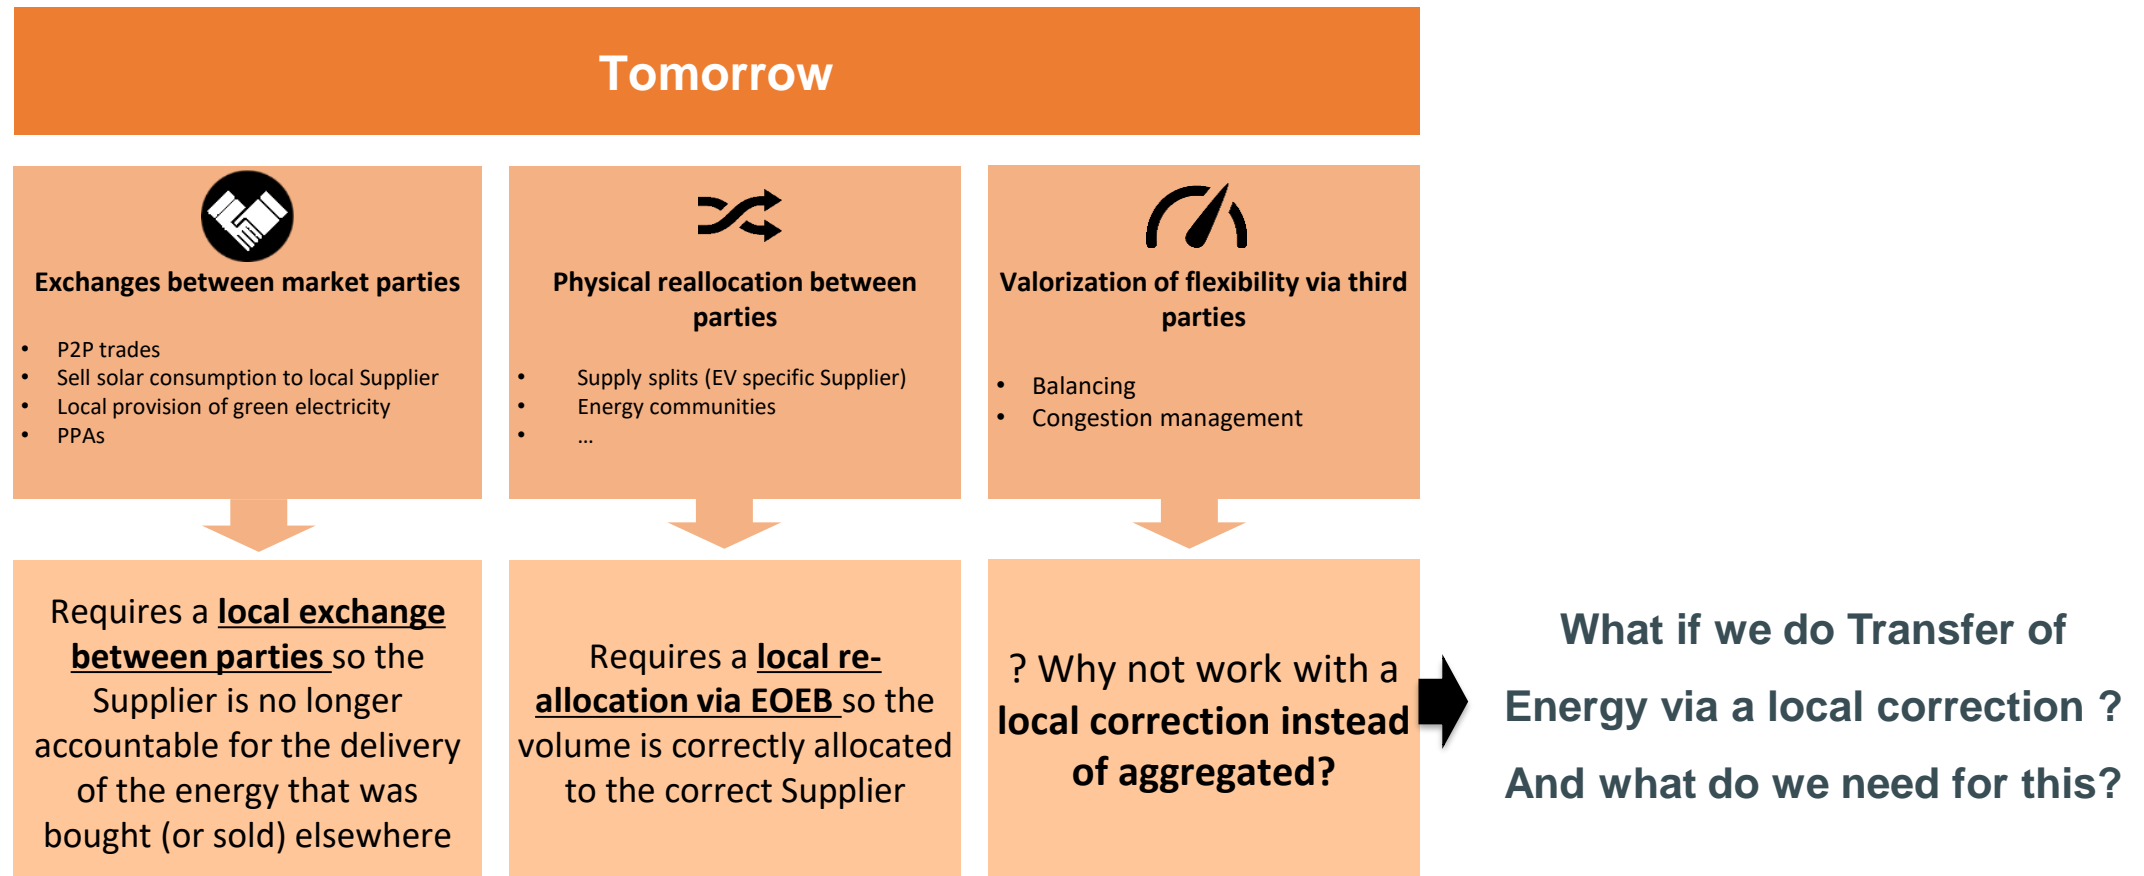 Tomorrow
Exchanges between market parties
• P2P trades
• Sell solar consumption to local Supplier
• Local provision of green electricity
• PPAs
Physical reallocation between
parties
• Supply splits (EV specific Supplier)
• Energy communities
• ...
Valorization of flexibility via third
parties
• Balancing
• Congestion management
Requires a local exchange
between parties so the
Supplier is no longer
accountable for the delivery
of the energy that was
bought (or sold) elsewhere
Requires a local re-
allocation via EOEB so the
volume is correctly allocated
to the correct Supplier
? Why not work with a
local correction instead
of aggregated?
What if we do Transfer of
Energy via a local correction ?
And what do we need for this?